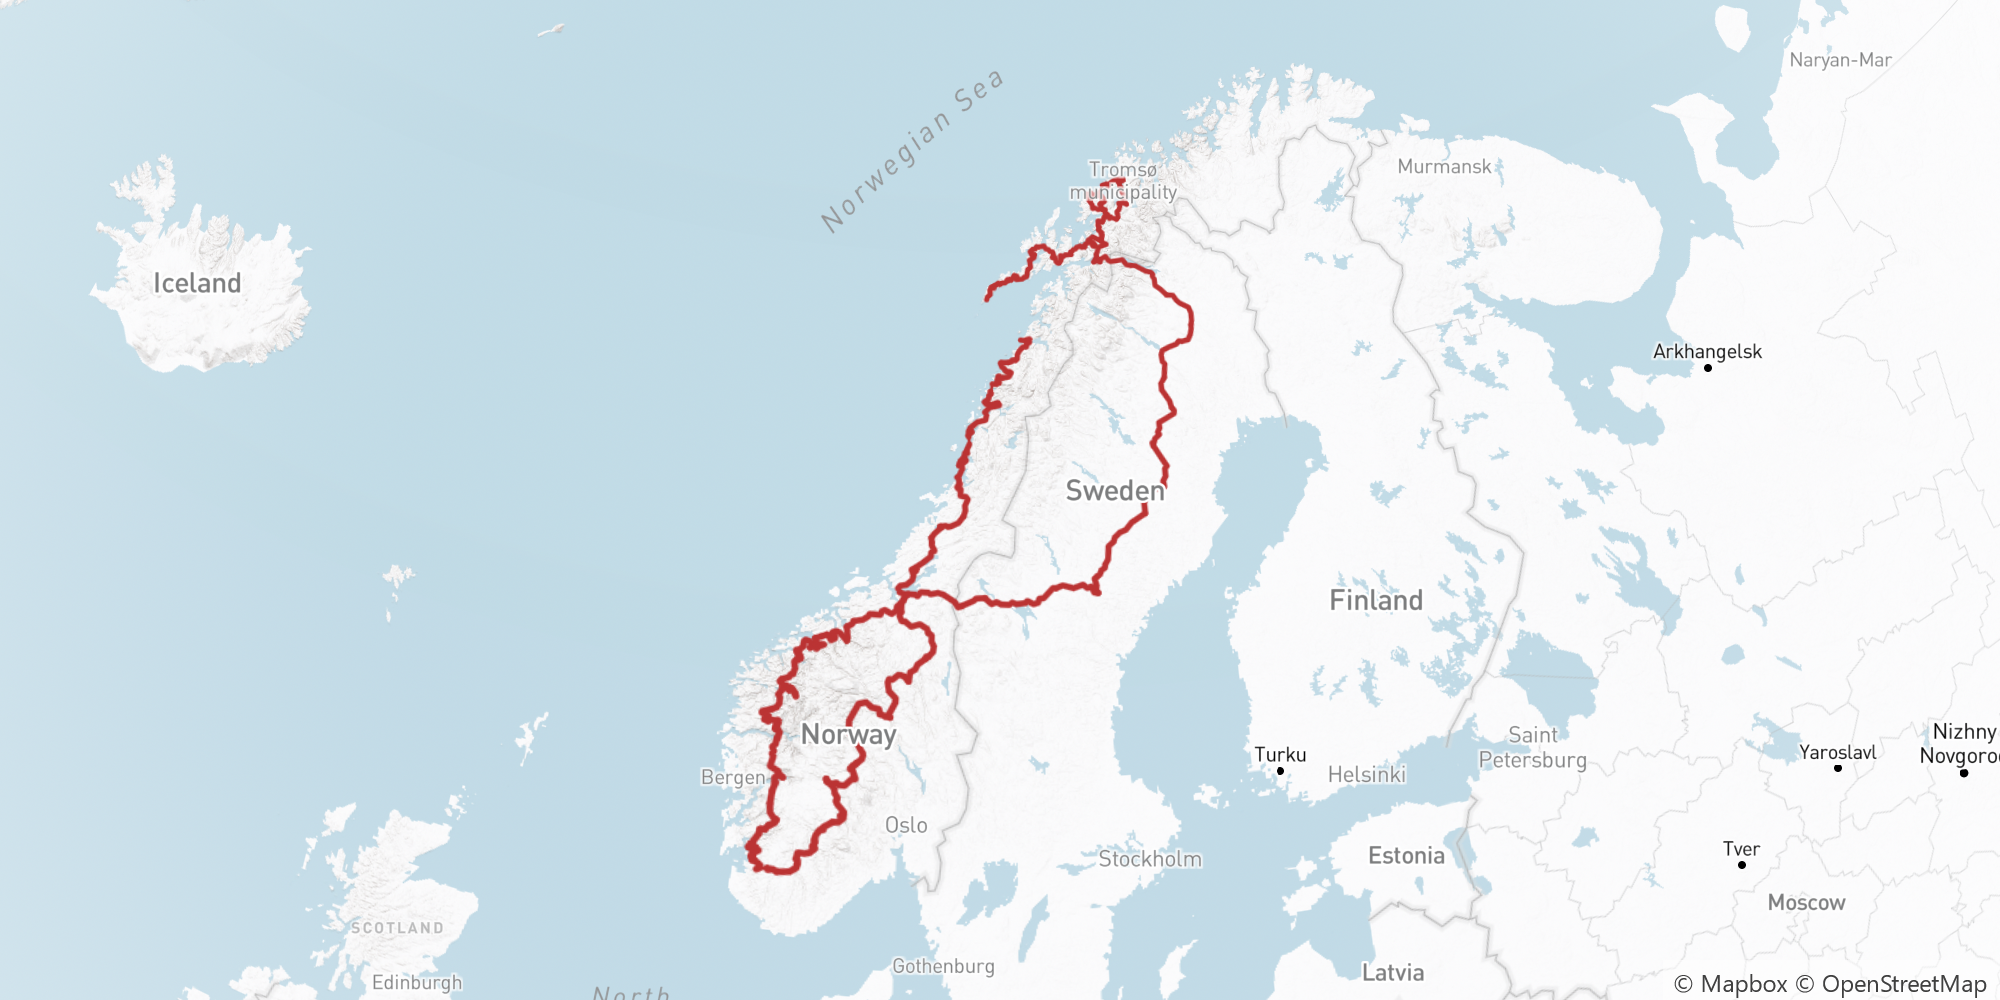 Naryan-Mar
Norwegian Sea
Tromsø
municipality
Murmansk
Iceland
Arkhangelsk
Sweden
Finland
Norway
Saint
Petersburg
Nizhny
Novgoro
Turku
Yaroslavl
Bergen
Helsinki
Oslo
Stockholm
Estonia
Tver
Moscow
SCOTLAND
Gothenburg
Latvia
Edinburgh
North
© Mapbox © OpenStreetMap